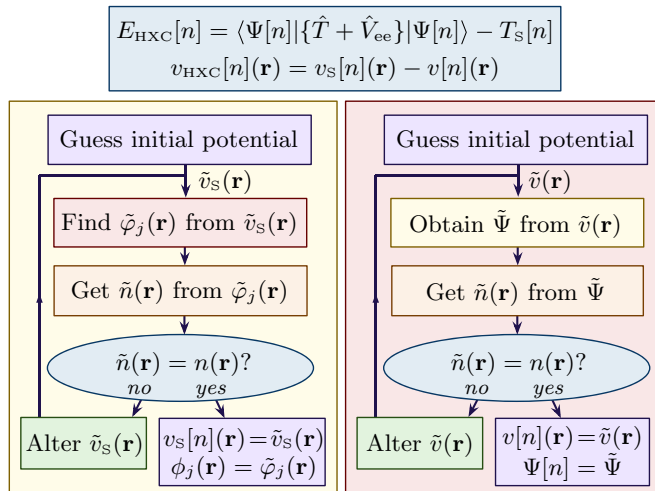 E_HXC[n] = ⟨Ψ[n]|{T̂ + V̂_ee}|Ψ[n]⟩ − T_S[n]
v_HXC[n](r) = v_S[n](r) − v[n](r)
Guess initial potential
ṽ_S(r)
Find φ̃_j(r) from ṽ_S(r)
Get ñ(r) from φ̃_j(r)
ñ(r) = n(r)?
no yes
Alter ṽ_S(r)
v_S[n](r)=ṽ_S(r)
ϕ_j(r) = φ̃_j(r)
Guess initial potential
ṽ(r)
Obtain Ψ̃ from ṽ(r)
Get ñ(r) from Ψ̃
ñ(r) = n(r)?
no yes
Alter ṽ(r)
v[n](r)=ṽ(r)
Ψ[n] = Ψ̃